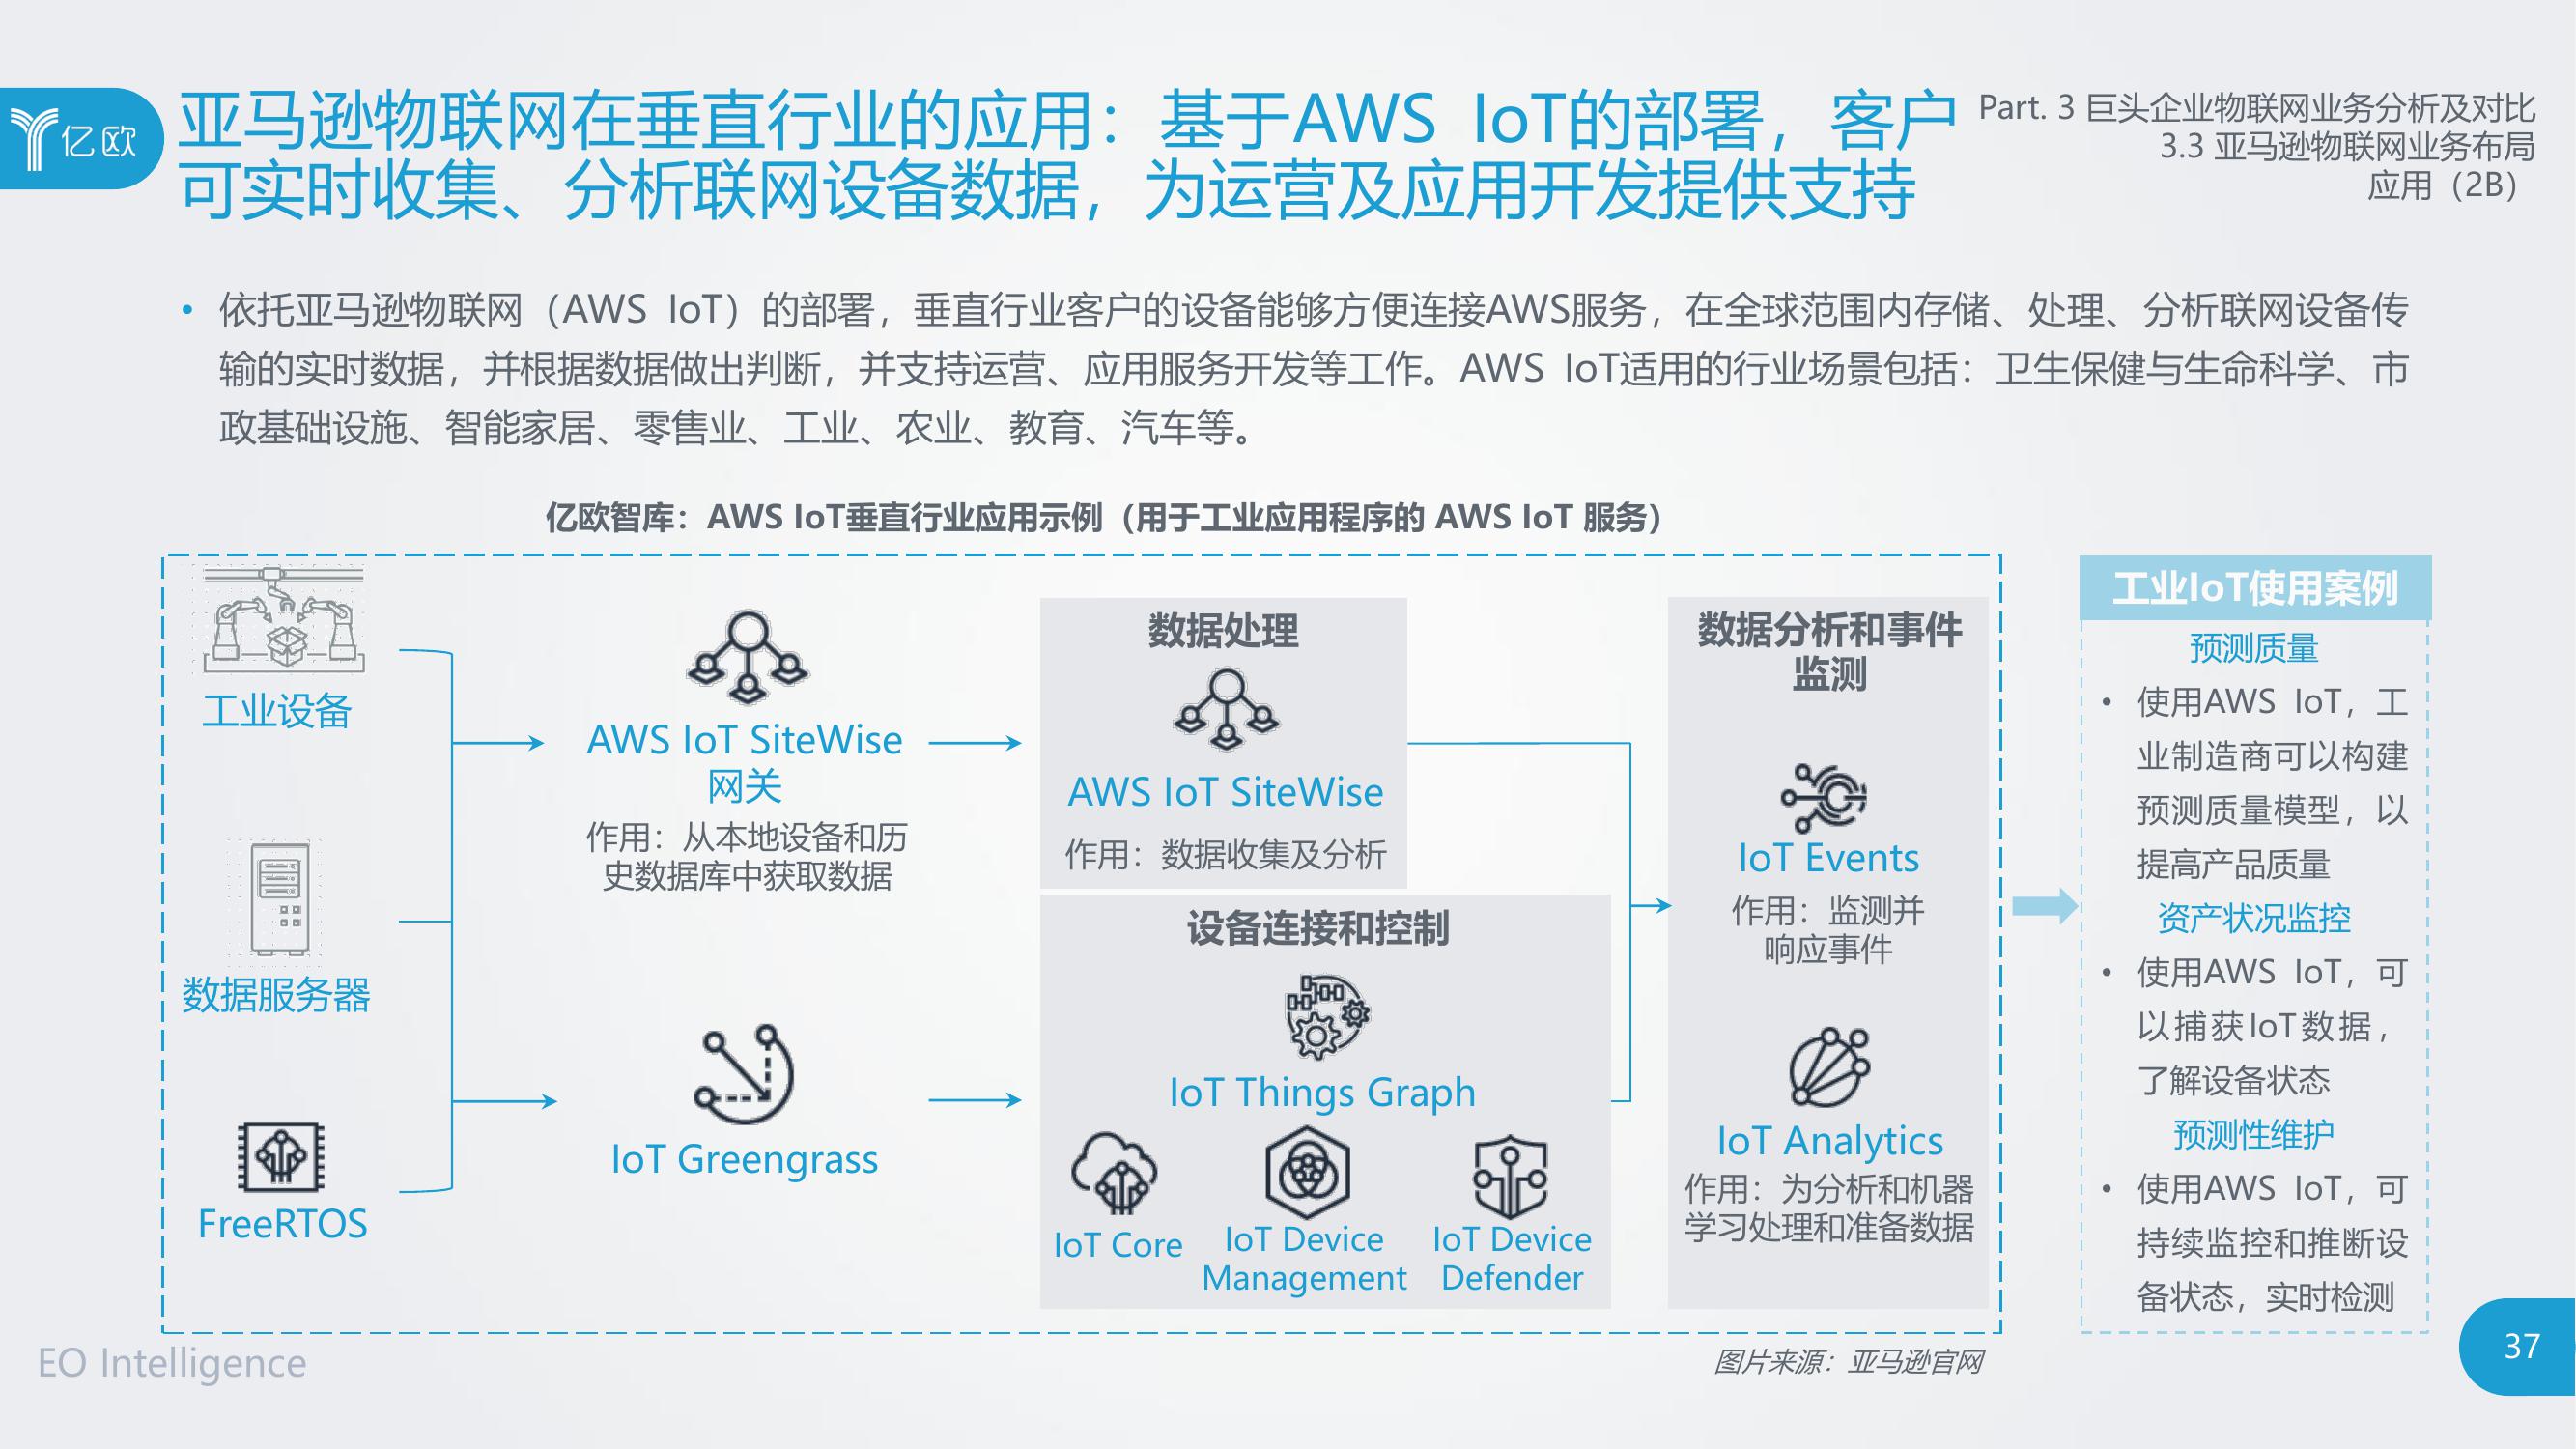 亿欧
亚马逊物联网在垂直行业的应用：基于AWS IoT的部署，客户
可实时收集、分析联网设备数据，为运营及应用开发提供支持
Part. 3 巨头企业物联网业务分析及对比
3.3 亚马逊物联网业务布局
应用（2B）
• 依托亚马逊物联网（AWS IoT）的部署，垂直行业客户的设备能够方便连接AWS服务，在全球范围内存储、处理、分析联网设备传
输的实时数据，并根据数据做出判断，并支持运营、应用服务开发等工作。AWS IoT适用的行业场景包括：卫生保健与生命科学、市
政基础设施、智能家居、零售业、工业、农业、教育、汽车等。
亿欧智库：AWS IoT垂直行业应用示例（用于工业应用程序的 AWS IoT 服务）
工业设备
数据服务器
FreeRTOS
AWS IoT SiteWise
网关
作用：从本地设备和历
史数据库中获取数据
IoT Greengrass
数据处理
AWS IoT SiteWise
作用：数据收集及分析
设备连接和控制
IoT Things Graph
IoT Core
IoT Device
Management
IoT Device
Defender
数据分析和事件
监测
IoT Events
作用：监测并
响应事件
IoT Analytics
作用：为分析和机器
学习处理和准备数据
工业IoT使用案例
预测质量
• 使用AWS IoT，工
业制造商可以构建
预测质量模型，以
提高产品质量
资产状况监控
• 使用AWS IoT，可
以捕获IoT数据，
了解设备状态
预测性维护
• 使用AWS IoT，可
持续监控和推断设
备状态，实时检测
图片来源：亚马逊官网
EO Intelligence
37